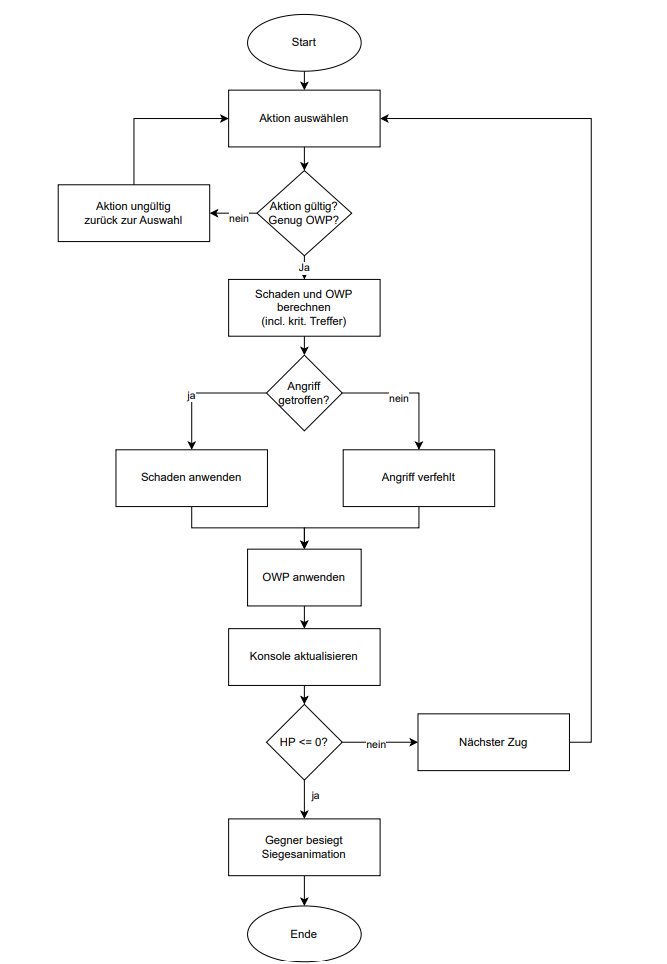 Start
Aktion auswählen
Aktion ungültig
zurück zur Auswahl
nein
Aktion gültig?
Genug OWP?
Ja
Schaden und OWP
berechnen
(incl. krit. Treffer)
Angriff
getroffen?
ja
nein
Schaden anwenden
Angriff verfehlt
OWP anwenden
Konsole aktualisieren
HP <= 0?
nein
Nächster Zug
ja
Gegner besiegt
Siegesanimation
Ende